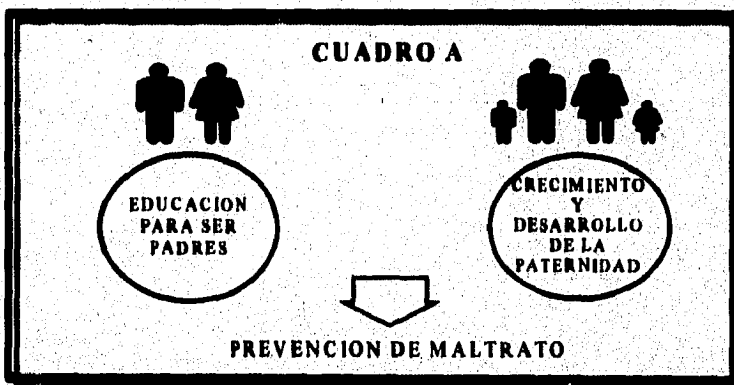 CUADRO A
EDUCACION
PARA SER
PADRES
CRECIMIENTO
Y
DESARROLLO
DE LA
PATERNIDAD
PREVENCION DE MALTRATO